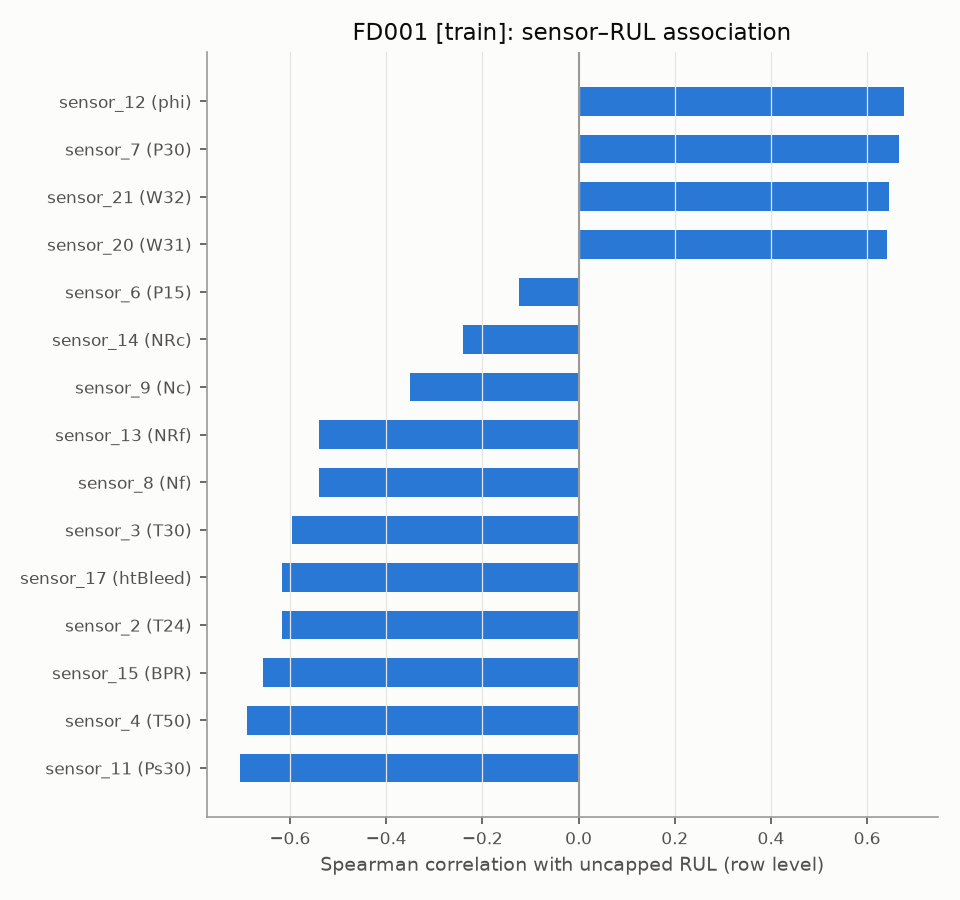 FD001 [train]: sensor–RUL association
sensor_12 (phi)
sensor_7 (P30)
sensor_21 (W32)
sensor_20 (W31)
sensor_6 (P15)
sensor_14 (NRc)
sensor_9 (Nc)
sensor_13 (NRf)
sensor_8 (Nf)
sensor_3 (T30)
sensor_17 (htBleed)
sensor_2 (T24)
sensor_15 (BPR)
sensor_4 (T50)
sensor_11 (Ps30)
−0.6 −0.4 −0.2 0.0 0.2 0.4 0.6
Spearman correlation with uncapped RUL (row level)